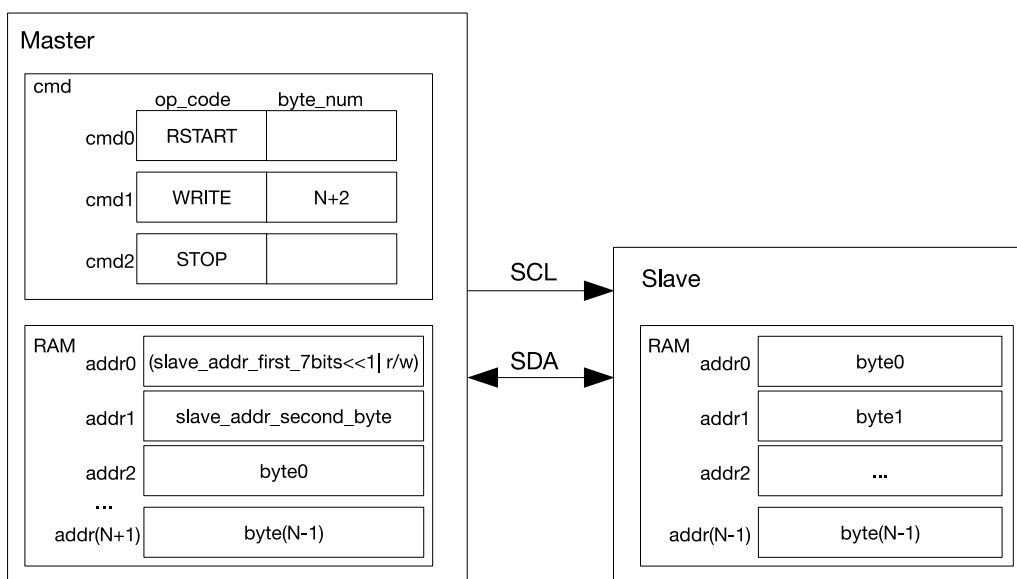 Master
cmd
op_code byte_num
cmd0 RSTART
cmd1 WRITE N+2
cmd2 STOP
RAM
addr0 (slave_addr_first_7bits<<1| r/w)
addr1 slave_addr_second_byte
addr2 byte0
...
addr(N+1) byte(N-1)
SCL
SDA
Slave
RAM
addr0 byte0
addr1 byte1
addr2 ...
addr(N-1) byte(N-1)